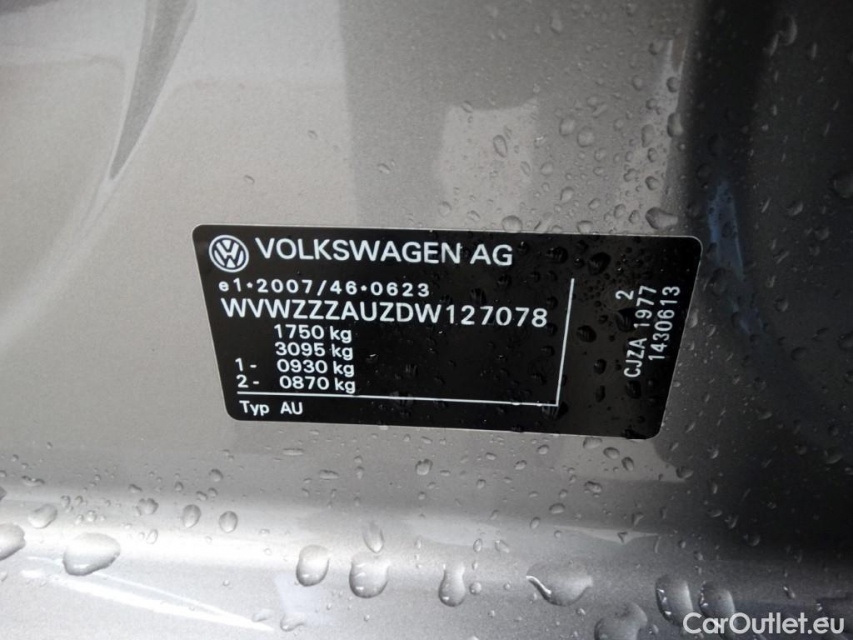 VOLKSWAGEN AG
e1•2007/46•0623
WVWZZZAUZDW127078
1750 kg
3095 kg
1- 0930 kg
2- 0870 kg
Typ AU
2
CJZA 1977
1430613
CarOutlet.eu